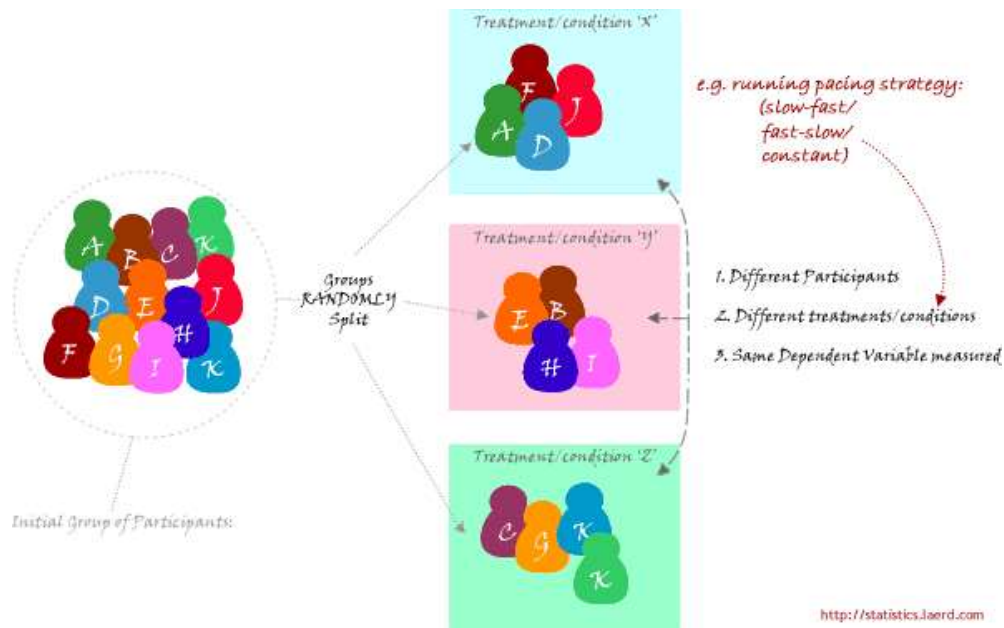 Treatment/condition 'X'
F
J
A
D
e.g. running pacing strategy:
(slow-fast/
fast-slow/
constant)
A
B
C
K
D
E
J
F
G
H
I
K
Groups
RANDOMLY
Split
Treatment/condition 'Y'
E
B
H
I
1. Different Participants
2. Different treatments/conditions
3. Same Dependent Variable measured
Treatment/condition 'Z'
C
G
K
K
Initial Group of Participants:
http://statistics.laerd.com